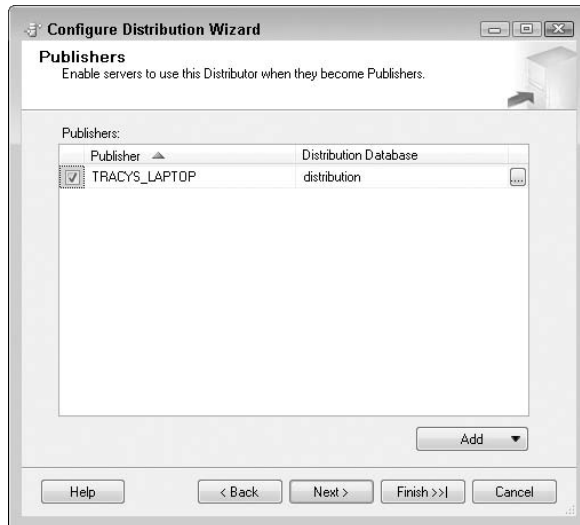 Configure Distribution Wizard
Publishers
Enable servers to use this Distributor when they become Publishers.
Publishers:
Publisher Distribution Database
TRACYS_LAPTOP distribution ...
Add
Help < Back Next > Finish >>| Cancel